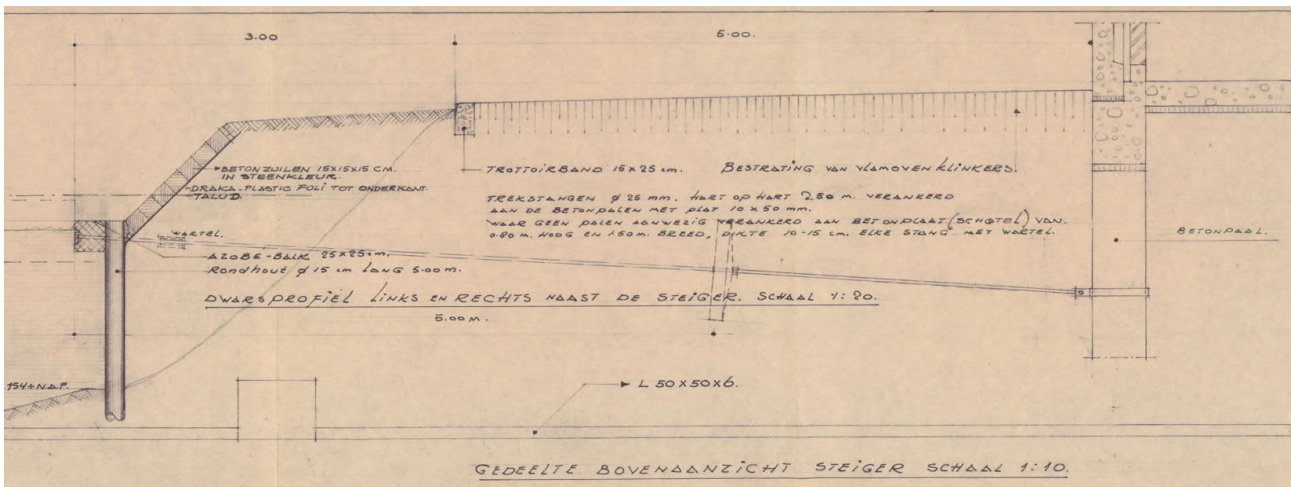 3.00
5.00.
BETONZUILEN 15X15X15 CM.
IN STEENKLEUR.
DRAKA-PLASTIC FOLI TOT ONDERKANT
TALUD.
TROTTOIRBAND 15X25 cm.
BESTRATING VAN VLAMOVEN KLINKERS.
TREKSTANGEN Ø 25 mm. HART OP HART 2.50 M. VERANKERD
AAN DE BETONPALEN MET PLAT 10 X 50 mm.
WAAR GEEN PALEN AANWEZIG VERANKERD AAN BETONPLAAT (SCHOTEL) VAN.
0.80 M. HOOG EN 1.50 M. BREED, DIKTE 10-15 cm. ELKE STANG MET WARTEL.
BETONPAAL.
WARTEL.
AZOBE-BALK 25X25 cm.
RONDHOUT Ø 15 cm LANG 5.00 M.
DWARSPROFIEL LINKS EN RECHTS NAAST DE STEIGER. SCHAAL 1:20.
5.00 M.
154+NAP.
L 50X50X6.
GEDEELTE BOVENAANZICHT STEIGER SCHAAL 1:10.